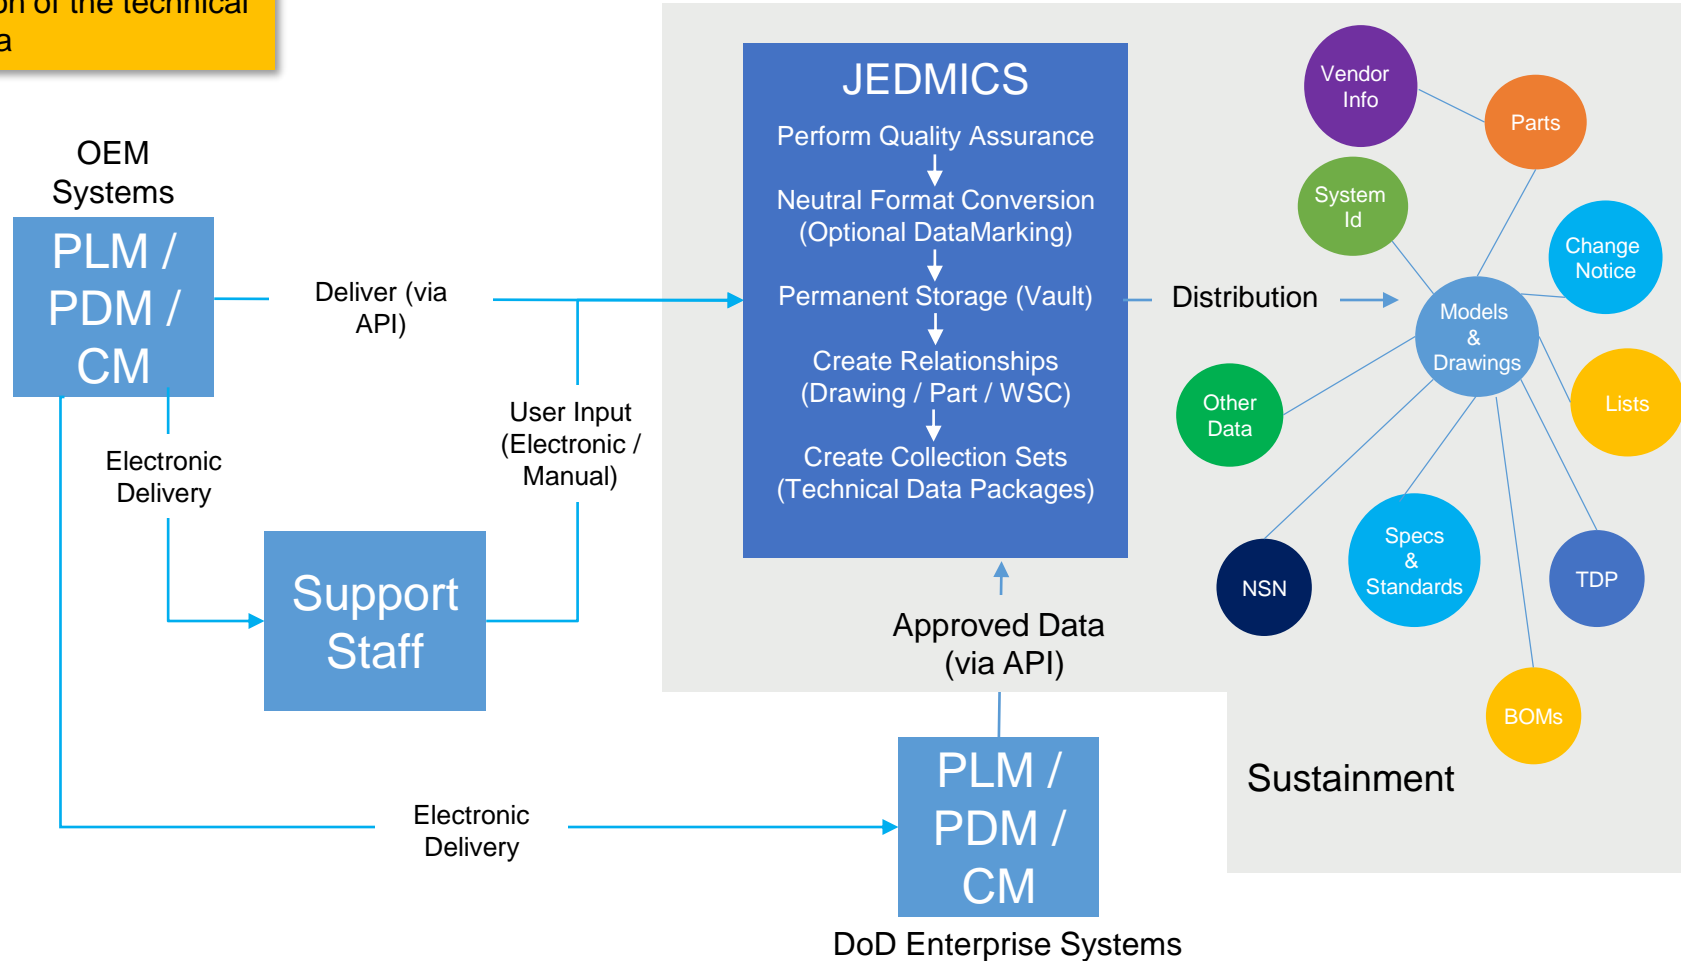 of the technical
OEM
Systems
PLM /
PDM /
CM
Deliver (via
API)
Electronic
Delivery
User Input
(Electronic /
Manual)
Support
Staff
Electronic
Delivery
JEDMICS
Perform Quality Assurance
Neutral Format Conversion
(Optional DataMarking)
Permanent Storage (Vault)
Create Relationships
(Drawing / Part / WSC)
Create Collection Sets
(Technical Data Packages)
Approved Data
(via API)
PLM /
PDM /
CM
DoD Enterprise Systems
Distribution
Vendor
Info
Parts
System
Id
Change
Notice
Models
&
Drawings
Other
Data
Lists
NSN
Specs
&
Standards
TDP
BOMs
Sustainment